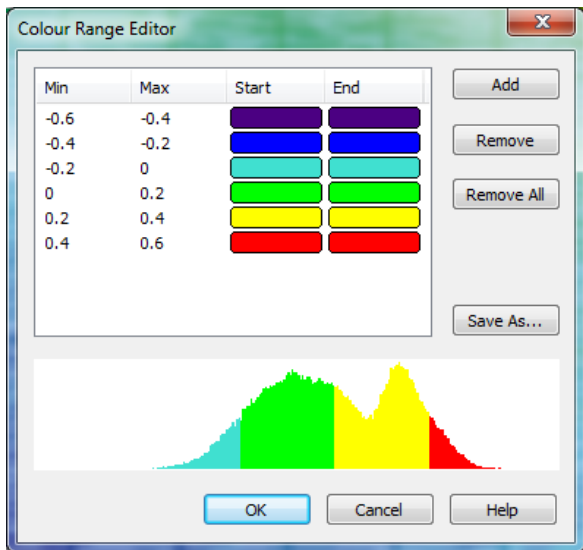 Colour Range Editor
Min Max Start End
-0.6 -0.4
-0.4 -0.2
-0.2 0
0 0.2
0.2 0.4
0.4 0.6
Add
Remove
Remove All
Save As...
OK Cancel Help